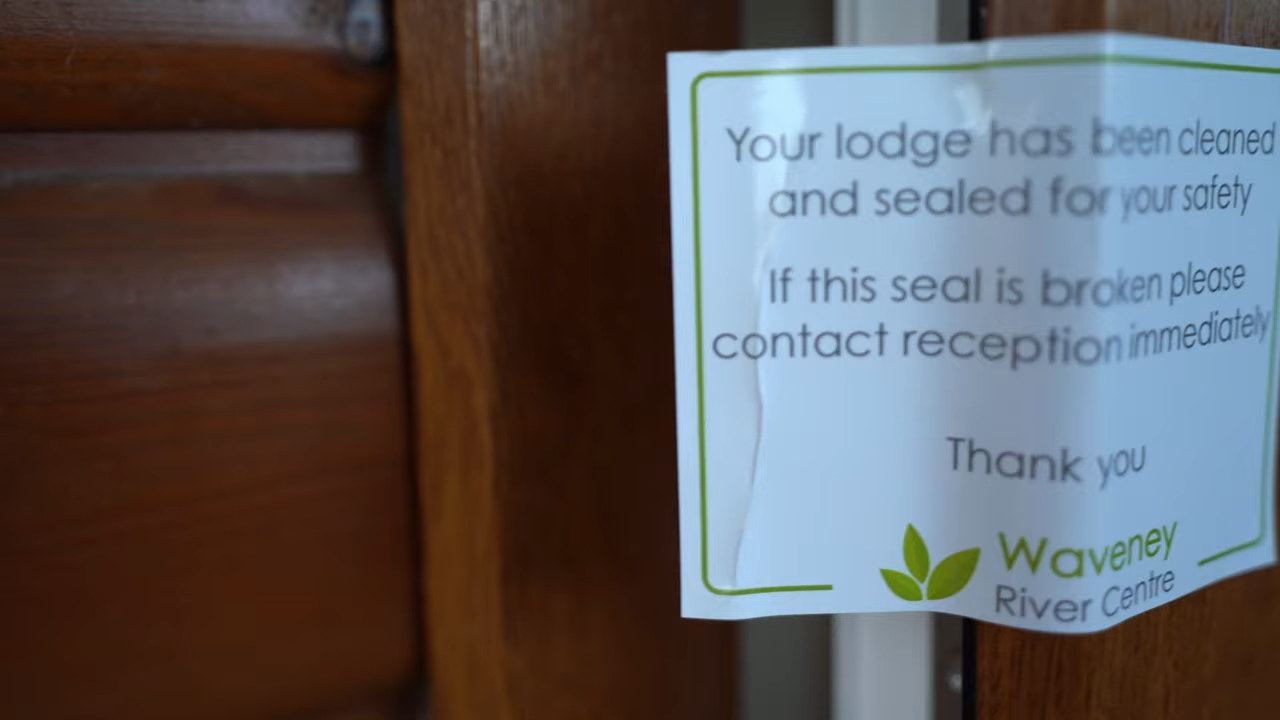 Your lodge has been cleaned
and sealed for your safety
If this seal is broken please
contact reception immediately
Thank you
Waveney
River Centre